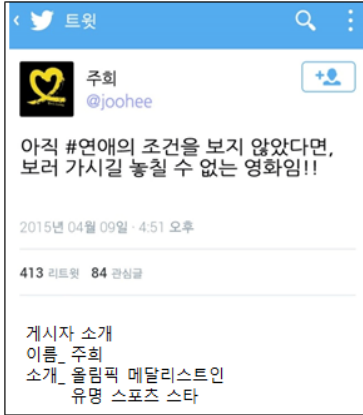 트윗
주희
@joohee
아직 #연애의 조건을 보지 않았다면,
보러 가시길 놓칠 수 없는 영화임!!
2015년 04월 09일 · 4:51 오후
413 리트윗 84 관심글
게시자 소개
이름_ 주희
소개_ 올림픽 메달리스트인
유명 스포츠 스타